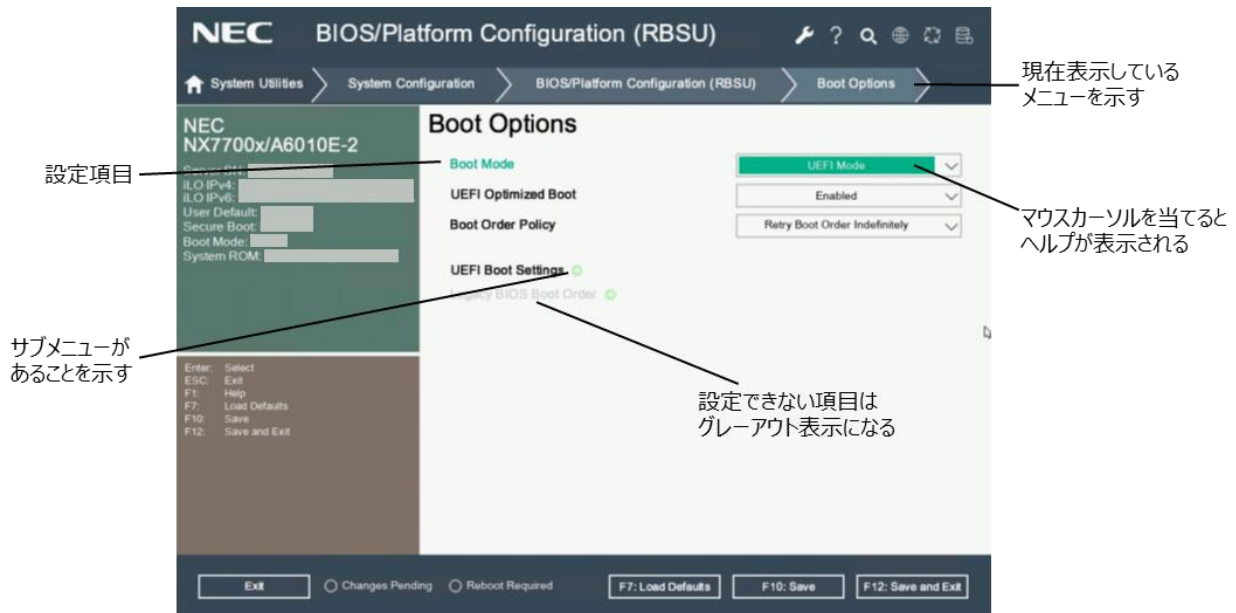 NEC BIOS/Platform Configuration (RBSU)
System Utilities System Configuration BIOS/Platform Configuration (RBSU) Boot Options
現在表示している
メニューを示す
NEC
NX7700x/A6010E-2
Server SN:
iLO IPv4:
iLO IPv6:
User Default:
Secure Boot:
Boot Mode:
System ROM:
設定項目
Boot Options
Boot Mode UEFI Mode
UEFI Optimized Boot Enabled
Boot Order Policy Retry Boot Order Indefinitely
UEFI Boot Settings
Legacy BIOS Boot Order
マウスカーソルを当てると
ヘルプが表示される
サブメニューが
あることを示す
設定できない項目は
グレーアウト表示になる
Enter: Select
ESC: Exit
F1: Help
F7: Load Defaults
F10: Save
F12: Save and Exit
Exit Changes Pending Reboot Required F7: Load Defaults F10: Save F12: Save and Exit